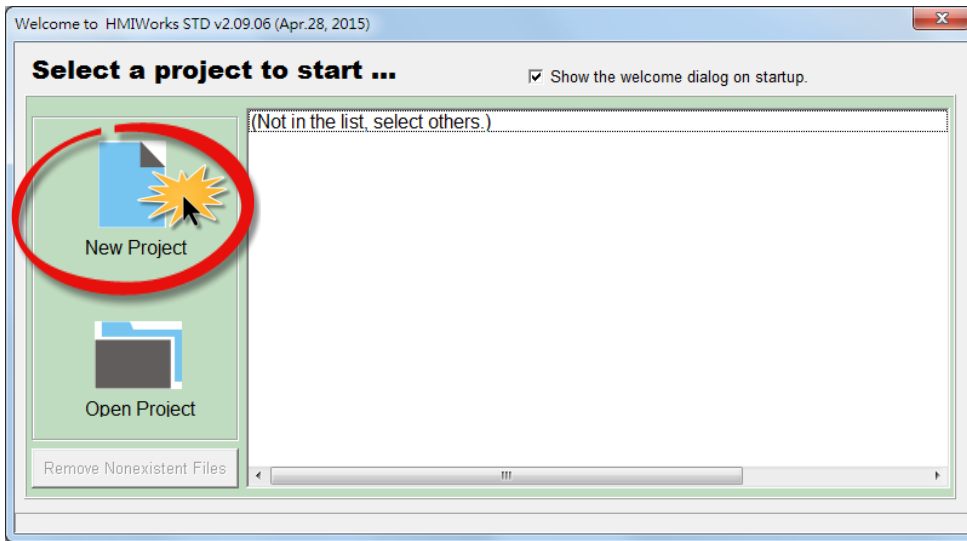 Welcome to HMIWorks STD v2.09.06 (Apr.28, 2015)
Select a project to start ...
Show the welcome dialog on startup.
(Not in the list, select others.)
New Project
Open Project
Remove Nonexistent Files